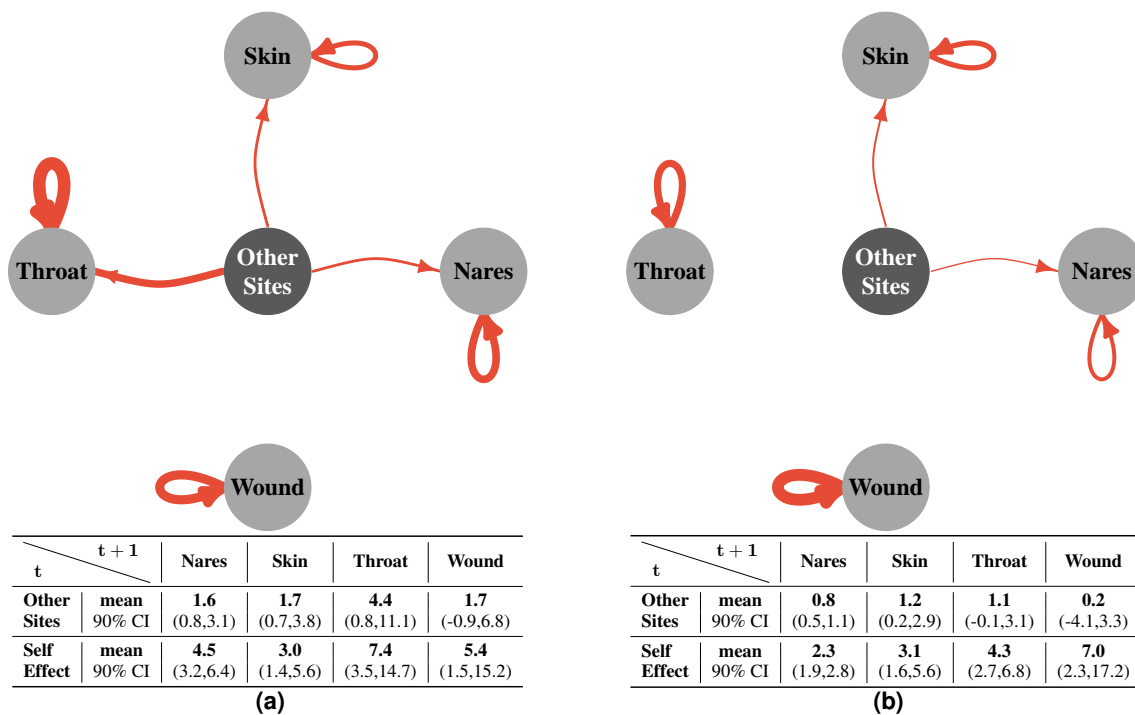 Skin
Throat
Other
Sites
Nares
Wound
t + 1
t
Nares Skin Throat Wound
Other mean 1.6 1.7 4.4 1.7
Sites 90% CI (0.8,3.1) (0.7,3.8) (0.8,11.1) (-0.9,6.8)
Self mean 4.5 3.0 7.4 5.4
Effect 90% CI (3.2,6.4) (1.4,5.6) (3.5,14.7) (1.5,15.2)
(a)
Skin
Throat
Other
Sites
Nares
Wound
t + 1
t
Nares Skin Throat Wound
Other mean 0.8 1.2 1.1 0.2
Sites 90% CI (0.5,1.1) (0.2,2.9) (-0.1,3.1) (-4.1,3.3)
Self mean 2.3 3.1 4.3 7.0
Effect 90% CI (1.9,2.8) (1.6,5.6) (2.7,6.8) (2.3,17.2)
(b)